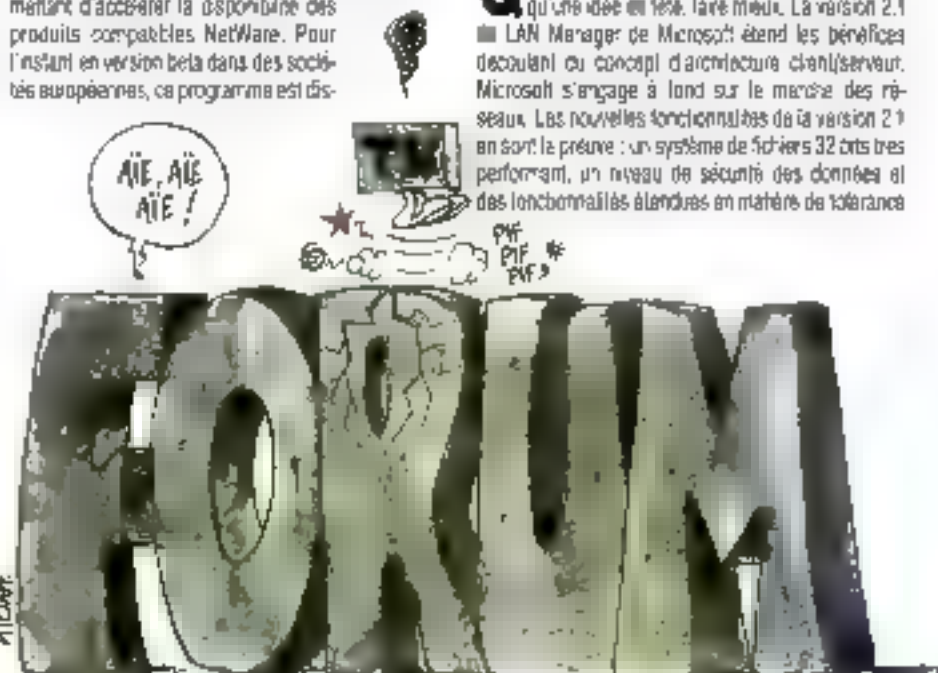 mettant d'accélérer la disponibilité des
produits compatibles NetWare. Pour
l'instant en version beta dans des socié-
tés européennes, ce programme est dis-
qu'une idée en tête, faire mieux. La version 2.1
LAN Manager de Microsoft étend les bénéfices
découlant du concept d'architecture client/serveur.
Microsoft s'engage à fond sur le marché des ré-
seaux. Les nouvelles fonctionnalités de la version 2.1
en sont la preuve : un système de fichiers 32 bits très
performant, un niveau de sécurité des données et
des fonctionnalités étendues en matière de tolérance
AÏE, AÏE
AÏE !
PIF
PIF
PIF
FORUM